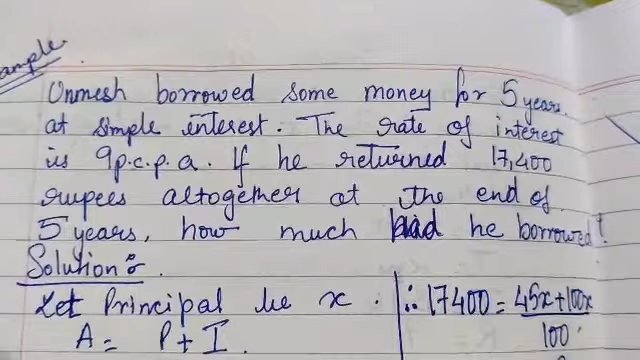 ample.
Unmesh borrowed some money for 5 years.
at simple interest. The rate of interest
is 9 p.c.p.a. If he returned 17,400
rupees altogether at the end of
5 years, how much had he borrowed?
Solution:
Let Principal be x.
A = P + I.
∴ 17400 = 45x + 100x
100